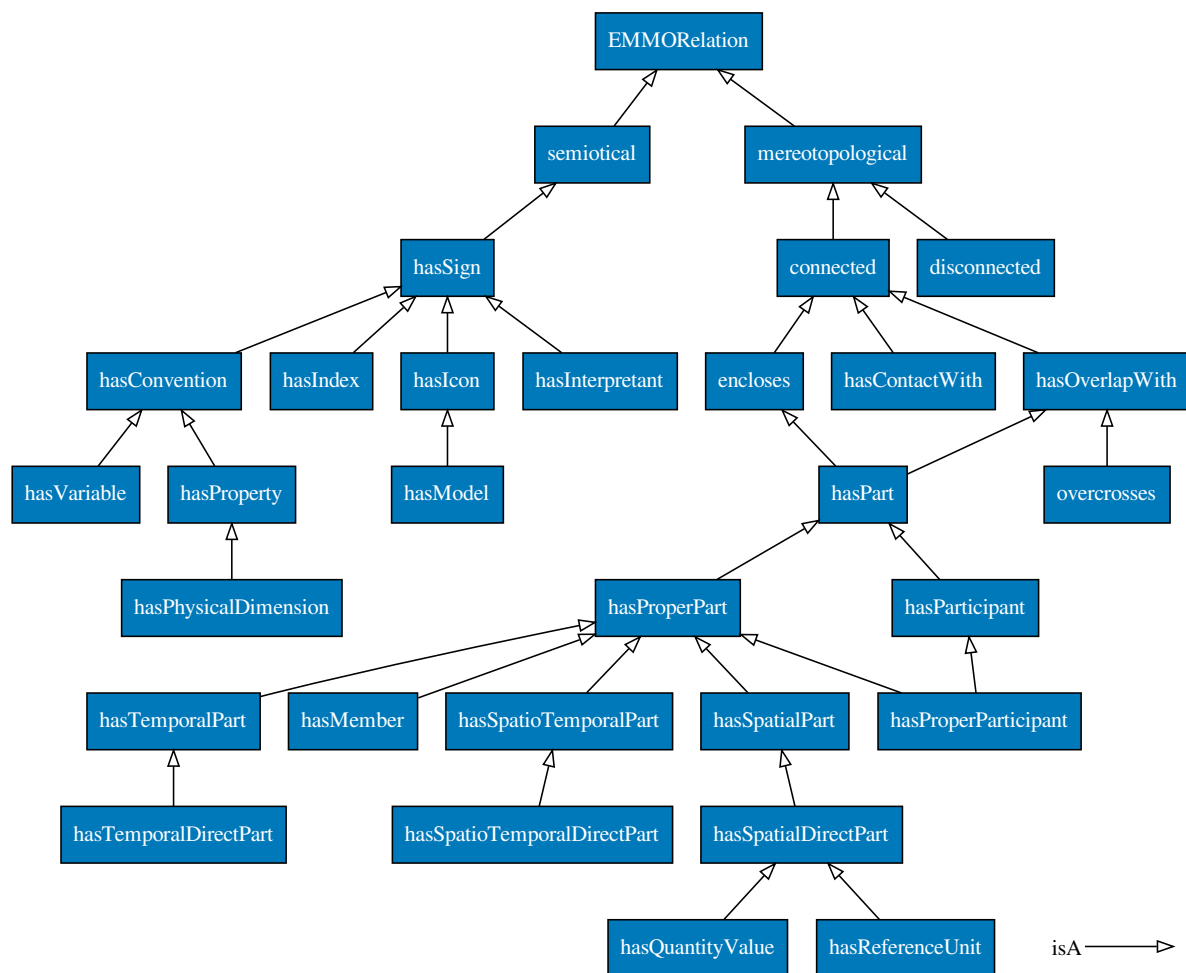 EMMORelation
semiotical
mereotopological
hasSign
connected
disconnected
hasConvention
hasIndex
hasIcon
hasInterpretant
encloses
hasContactWith
hasOverlapWith
hasVariable
hasProperty
hasModel
hasPart
overcrosses
hasPhysicalDimension
hasProperPart
hasParticipant
hasTemporalPart
hasMember
hasSpatioTemporalPart
hasSpatialPart
hasProperParticipant
hasTemporalDirectPart
hasSpatioTemporalDirectPart
hasSpatialDirectPart
hasQuantityValue
hasReferenceUnit
isA